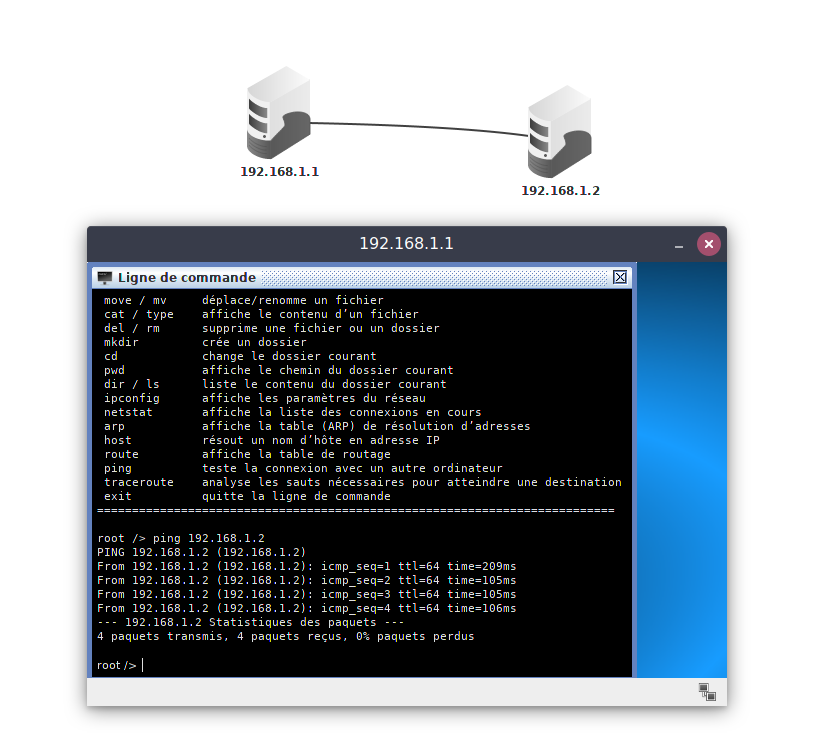 192.168.1.1
192.168.1.2
192.168.1.1
Ligne de commande
move / mv déplace/renomme un fichier
cat / type affiche le contenu d'un fichier
del / rm supprime une fichier ou un dossier
mkdir crée un dossier
cd change le dossier courant
pwd affiche le chemin du dossier courant
dir / ls liste le contenu du dossier courant
ipconfig affiche les paramètres du réseau
netstat affiche la liste des connexions en cours
arp affiche la table (ARP) de résolution d'adresses
host résout un nom d'hôte en adresse IP
route affiche la table de routage
ping teste la connexion avec un autre ordinateur
traceroute analyse les sauts nécessaires pour atteindre une destination
exit quitte la ligne de commande
==========================================================================
root /> ping 192.168.1.2
PING 192.168.1.2 (192.168.1.2)
From 192.168.1.2 (192.168.1.2): icmp_seq=1 ttl=64 time=209ms
From 192.168.1.2 (192.168.1.2): icmp_seq=2 ttl=64 time=105ms
From 192.168.1.2 (192.168.1.2): icmp_seq=3 ttl=64 time=105ms
From 192.168.1.2 (192.168.1.2): icmp_seq=4 ttl=64 time=106ms
--- 192.168.1.2 Statistiques des paquets ---
4 paquets transmis, 4 paquets reçus, 0% paquets perdus
root />